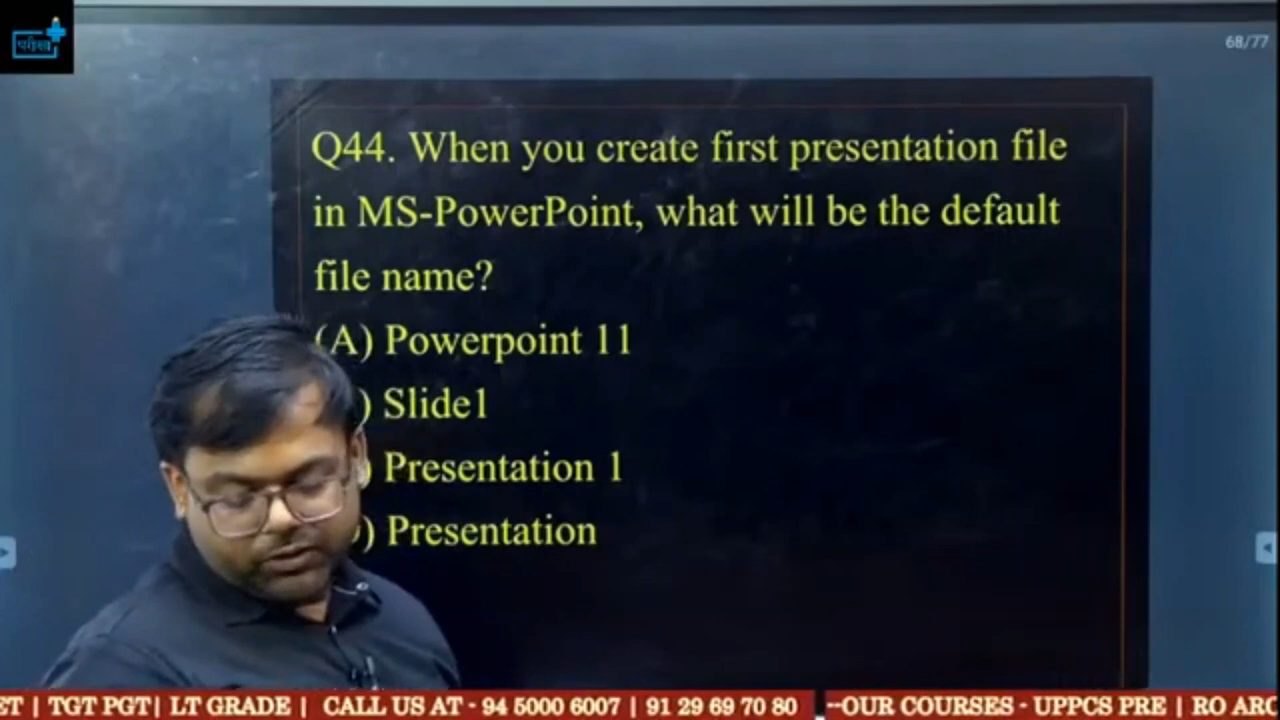 परीक्षा
68/77
Q44. When you create first presentation file
in MS-PowerPoint, what will be the default
file name?
(A) Powerpoint 11
) Slide1
) Presentation 1
) Presentation
ET | TGT PGT| LT GRADE | CALL US AT - 94 5000 6007 | 91 29 69 70 80 --OUR COURSES - UPPCS PRE | RO ARO